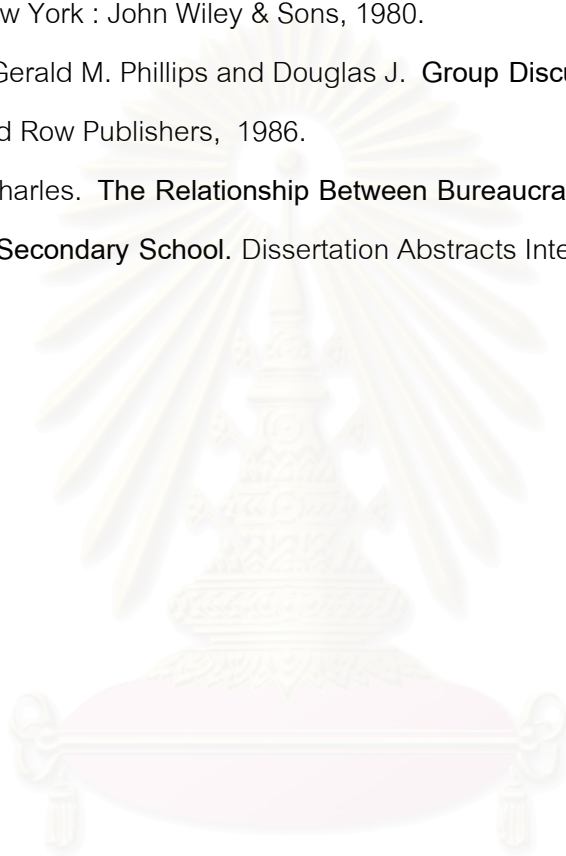 w York : John Wiley & Sons, 1980.
Gerald M. Phillips and Douglas J. Group Discu
d Row Publishers, 1986.
harles. The Relationship Between Bureaucra
Secondary School. Dissertation Abstracts Inte